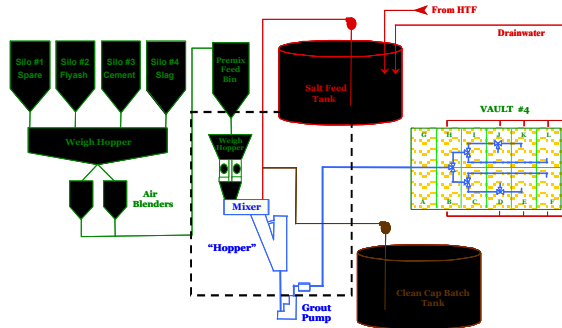 From HTF
Drainwater
Silo #1
Spare
Silo #2
Flyash
Silo #3
Cement
Silo #4
Slag
Premix
Feed
Bin
Salt Feed
Tank
VAULT #4
G H I J K L
Weigh Hopper
Weigh
Hopper
Air
Blenders
Mixer
A B C D E F
"Hopper"
Clean Cap Batch
Tank
Grout
Pump